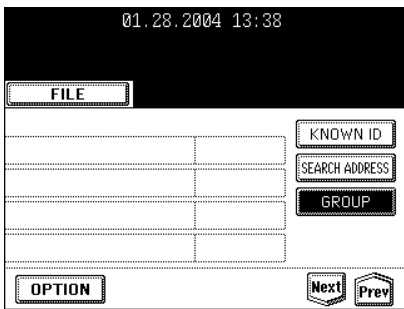 01.28.2004 13:38
FILE
KNOWN ID
SEARCH ADDRESS
GROUP
OPTION
Next
Prev